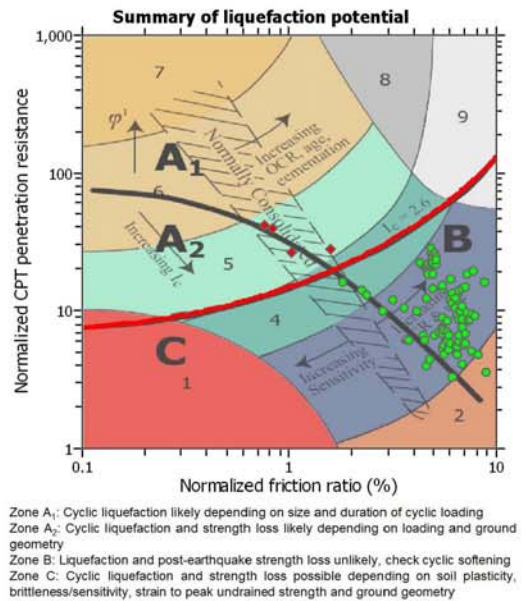 Summary of liquefaction potential
1,000
7
8
9
φ'
A1
Increasing
OCR, age,
cementation
Normally Consolidated
100
6
A2
Increasing Ic
Ic = 2.6
B
5
10
4
C
1
Increasing
Sensitivity
2
1
0.1
1
10
Normalized CPT penetration resistance
Normalized friction ratio (%)
Zone A1: Cyclic liquefaction likely depending on size and duration of cyclic loading
Zone A2: Cyclic liquefaction and strength loss likely depending on loading and ground
geometry
Zone B: Liquefaction and post-earthquake strength loss unlikely, check cyclic softening
Zone C: Cyclic liquefaction and strength loss possible depending on soil plasticity,
brittleness/sensitivity, strain to peak undrained strength and ground geometry